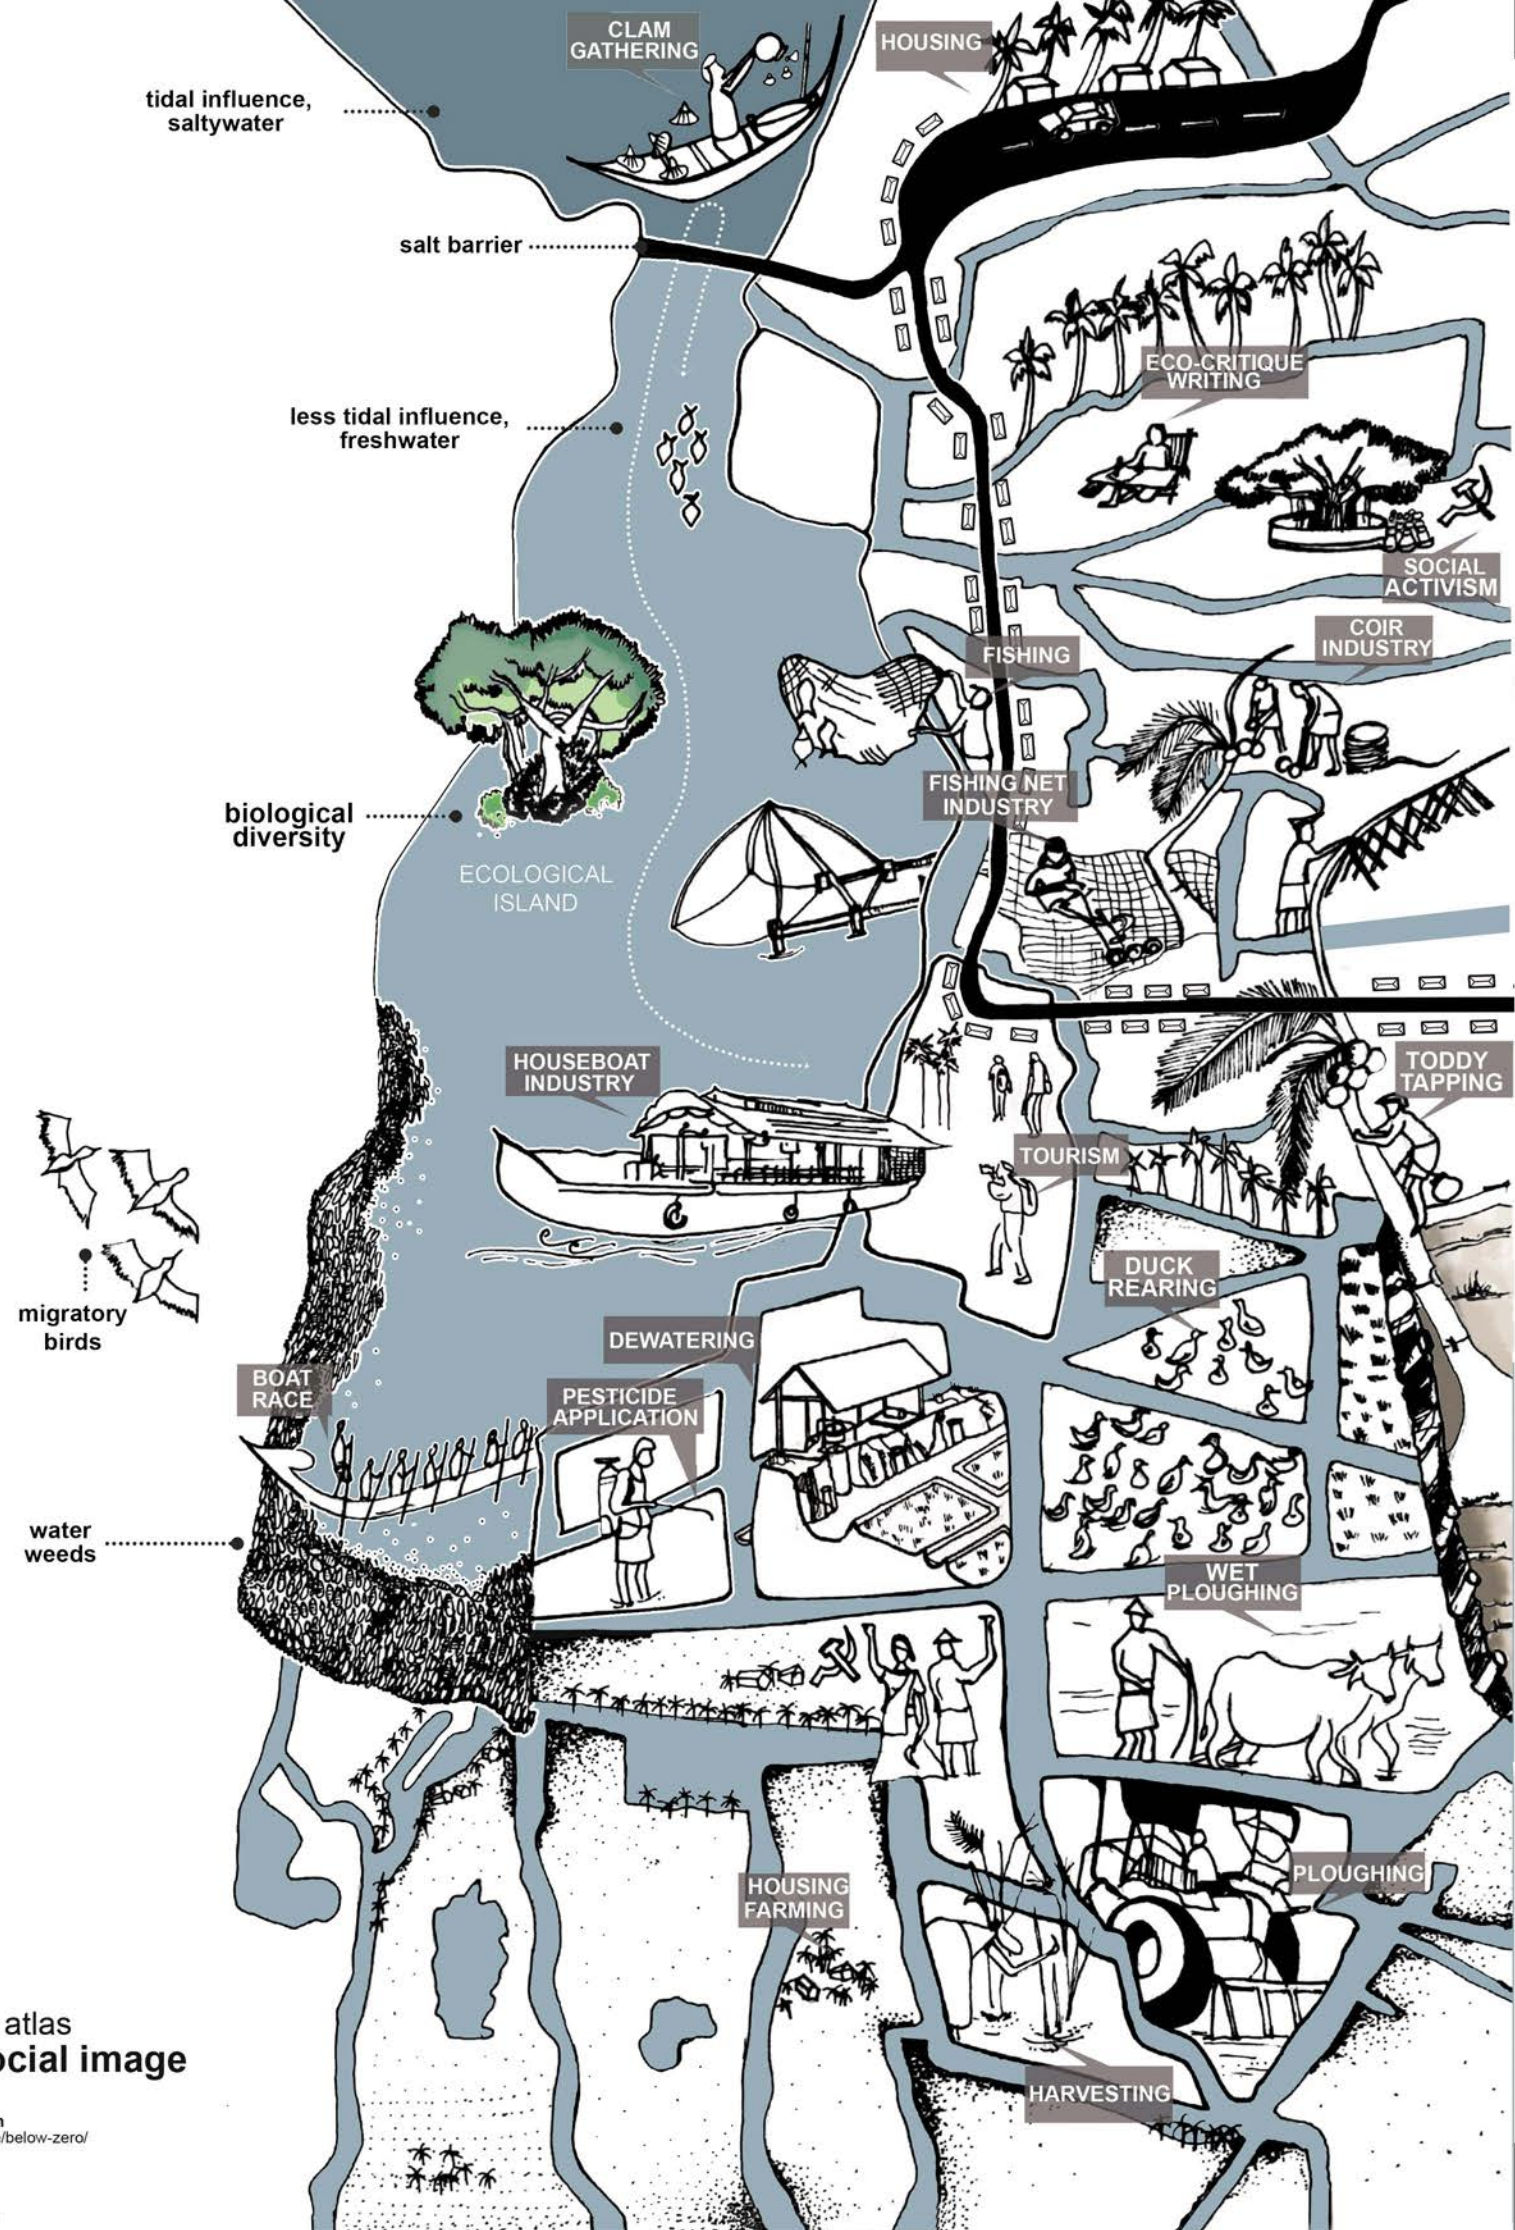 CLAM
GATHERING
HOUSING
tidal influence,
saltywater
salt barrier
ECO-CRITIQUE
WRITING
less tidal influence,
freshwater
SOCIAL
ACTIVISM
COIR
INDUSTRY
FISHING
FISHING NET
INDUSTRY
biological
diversity
ECOLOGICAL
ISLAND
HOUSEBOAT
INDUSTRY
TODDY
TAPPING
TOURISM
DUCK
REARING
migratory
birds
DEWATERING
BOAT
RACE
PESTICIDE
APPLICATION
water
weeds
WET
PLOUGHING
PLOUGHING
HOUSING
FARMING
atlas
image
HARVESTING
/below-zero/